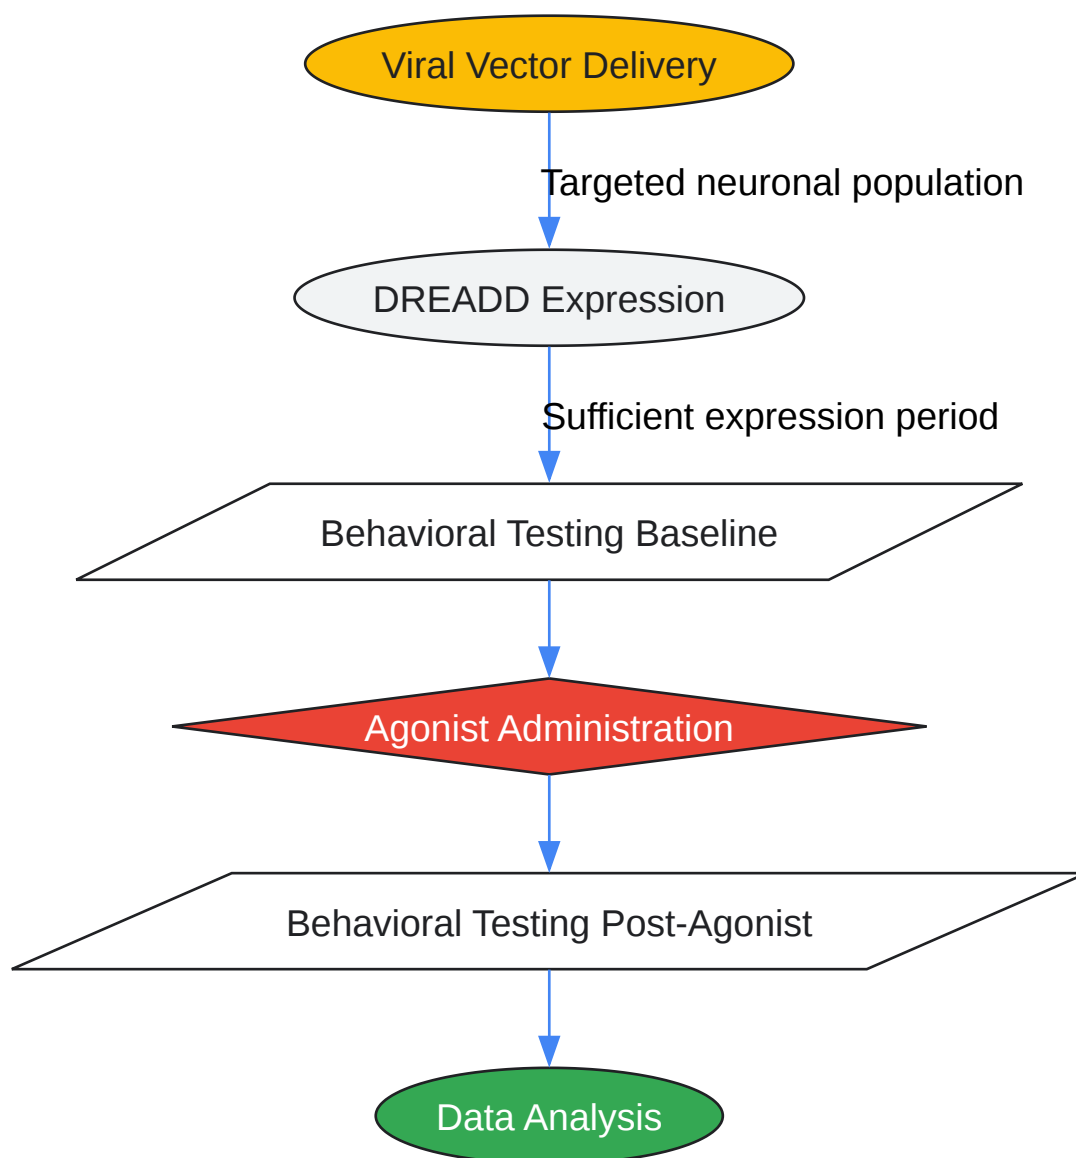 Viral Vector Delivery
Targeted neuronal population
DREADD Expression
Sufficient expression period
Behavioral Testing Baseline
Agonist Administration
Behavioral Testing Post-Agonist
Data Analysis